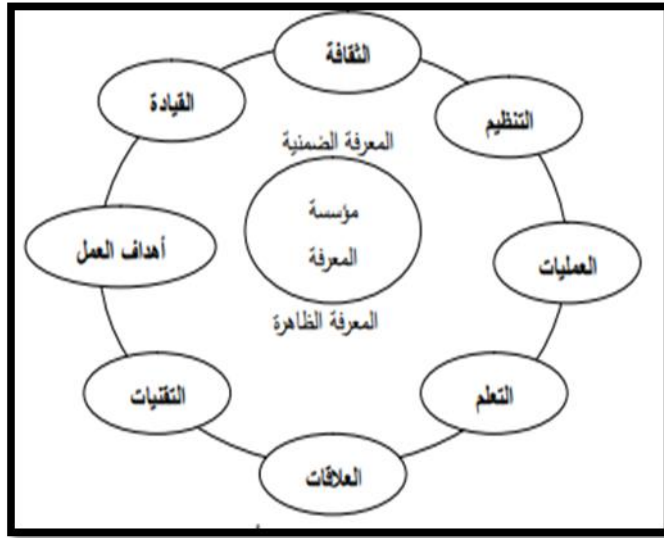 الثقافة
القيادة
التنظيم
المعرفة الضمنية
مؤسسة
المعرفة
أهداف العمل
العمليات
المعرفة الظاهرة
التقنيات
التعلم
العلاقات